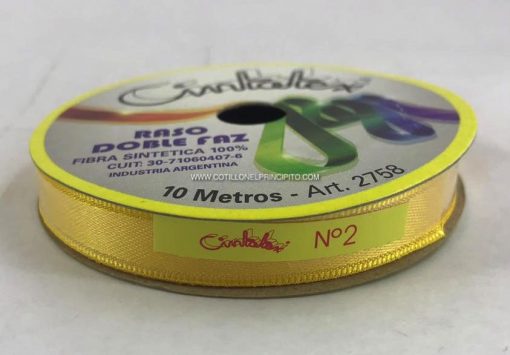 Cintatex
RASO
DOBLE FAZ
FIBRA SINTETICA 100%
CUIT: 30-71060407-6
INDUSTRIA ARGENTINA
WWW.COTILLONELPRINCIPITO.COM
10 Metros - Art. 2758
Cintatex Nº2